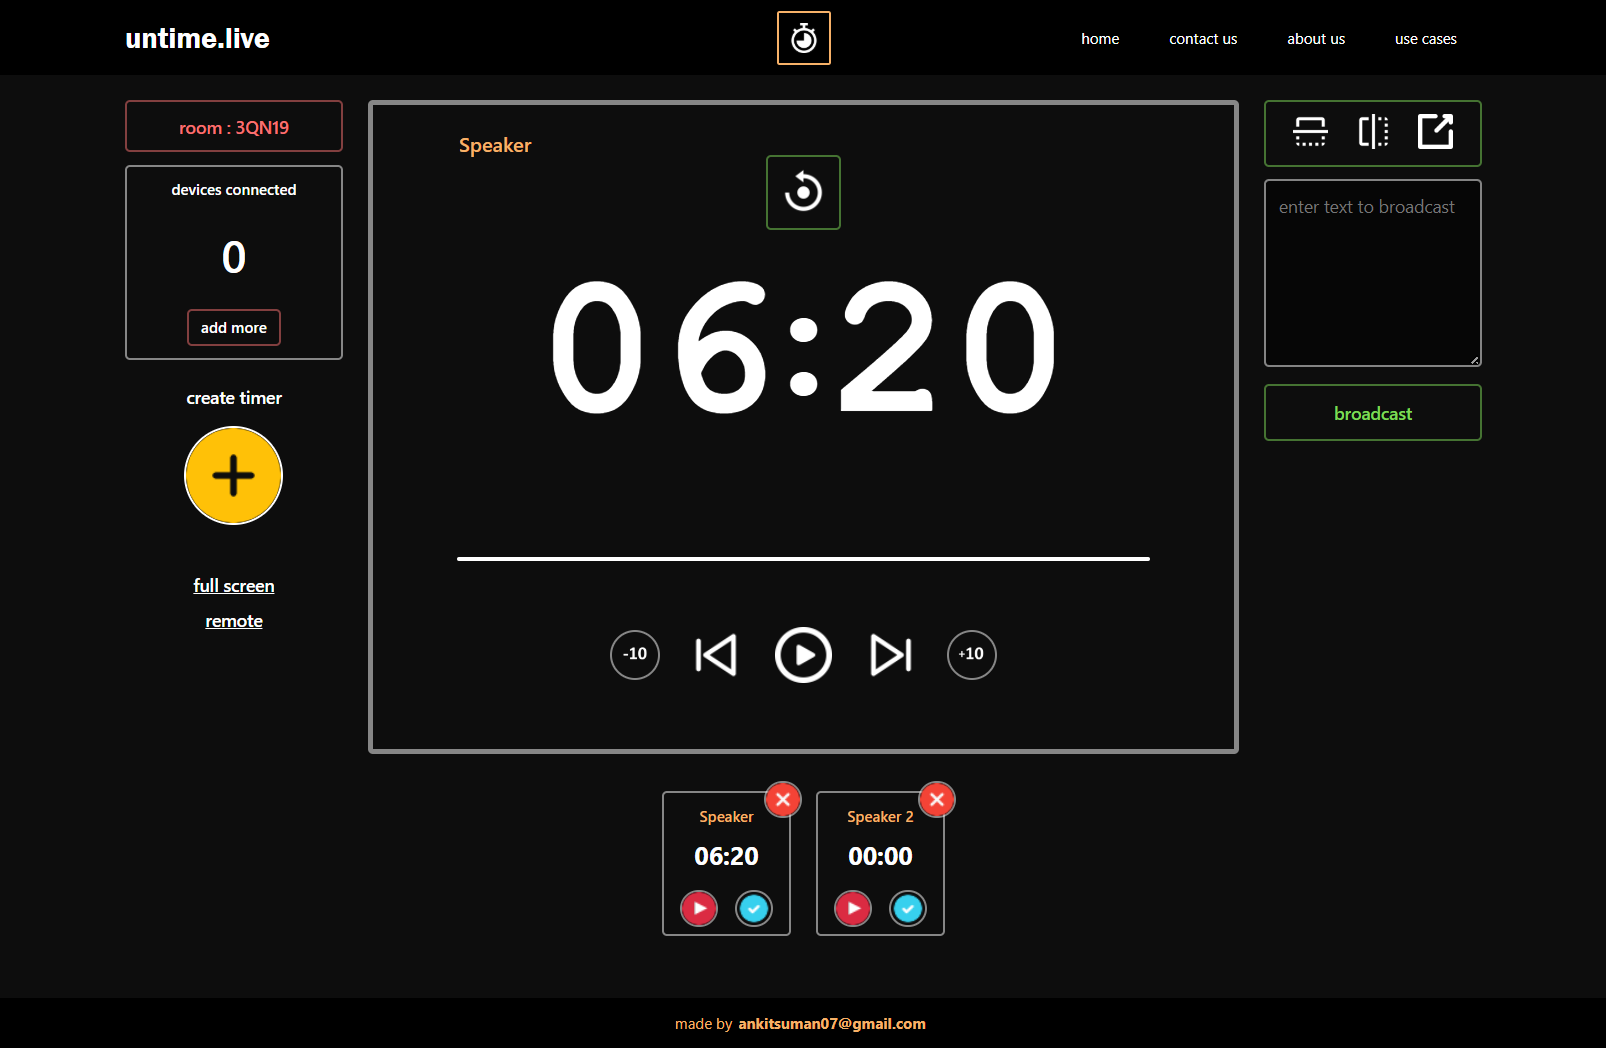 untime.live
home
contact us
about us
use cases
room : 3QN19
devices connected
0
add more
create timer
full screen
remote
Speaker
06:20
-10
+10
enter text to broadcast
broadcast
Speaker
06:20
Speaker 2
00:00
made by ankitsuman07@gmail.com